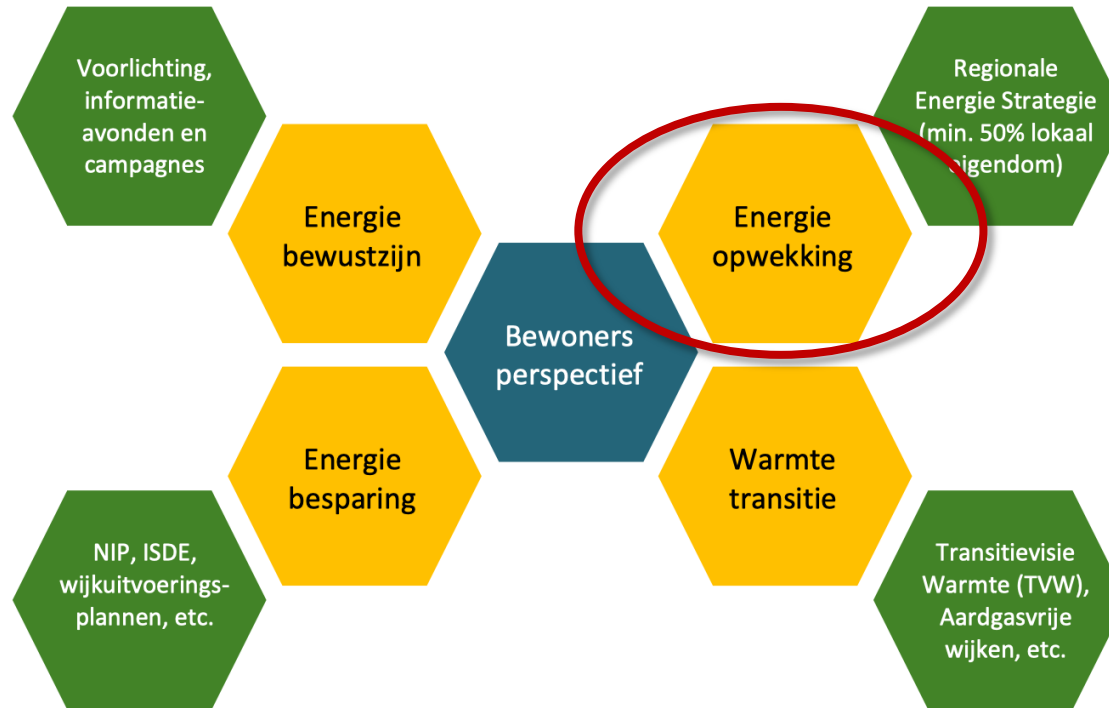 Voorlichting,
informatie-
avonden en
campagnes
Regionale
Energie Strategie
(min. 50% lokaal
eigendom)
Energie
bewustzijn
Energie
opwekking
Bewoners
perspectief
Energie
besparing
Warmte
transitie
NIP, ISDE,
wijkuitvoerings-
plannen, etc.
Transitievisie
Warmte (TVW),
Aardgasvrije
wijken, etc.